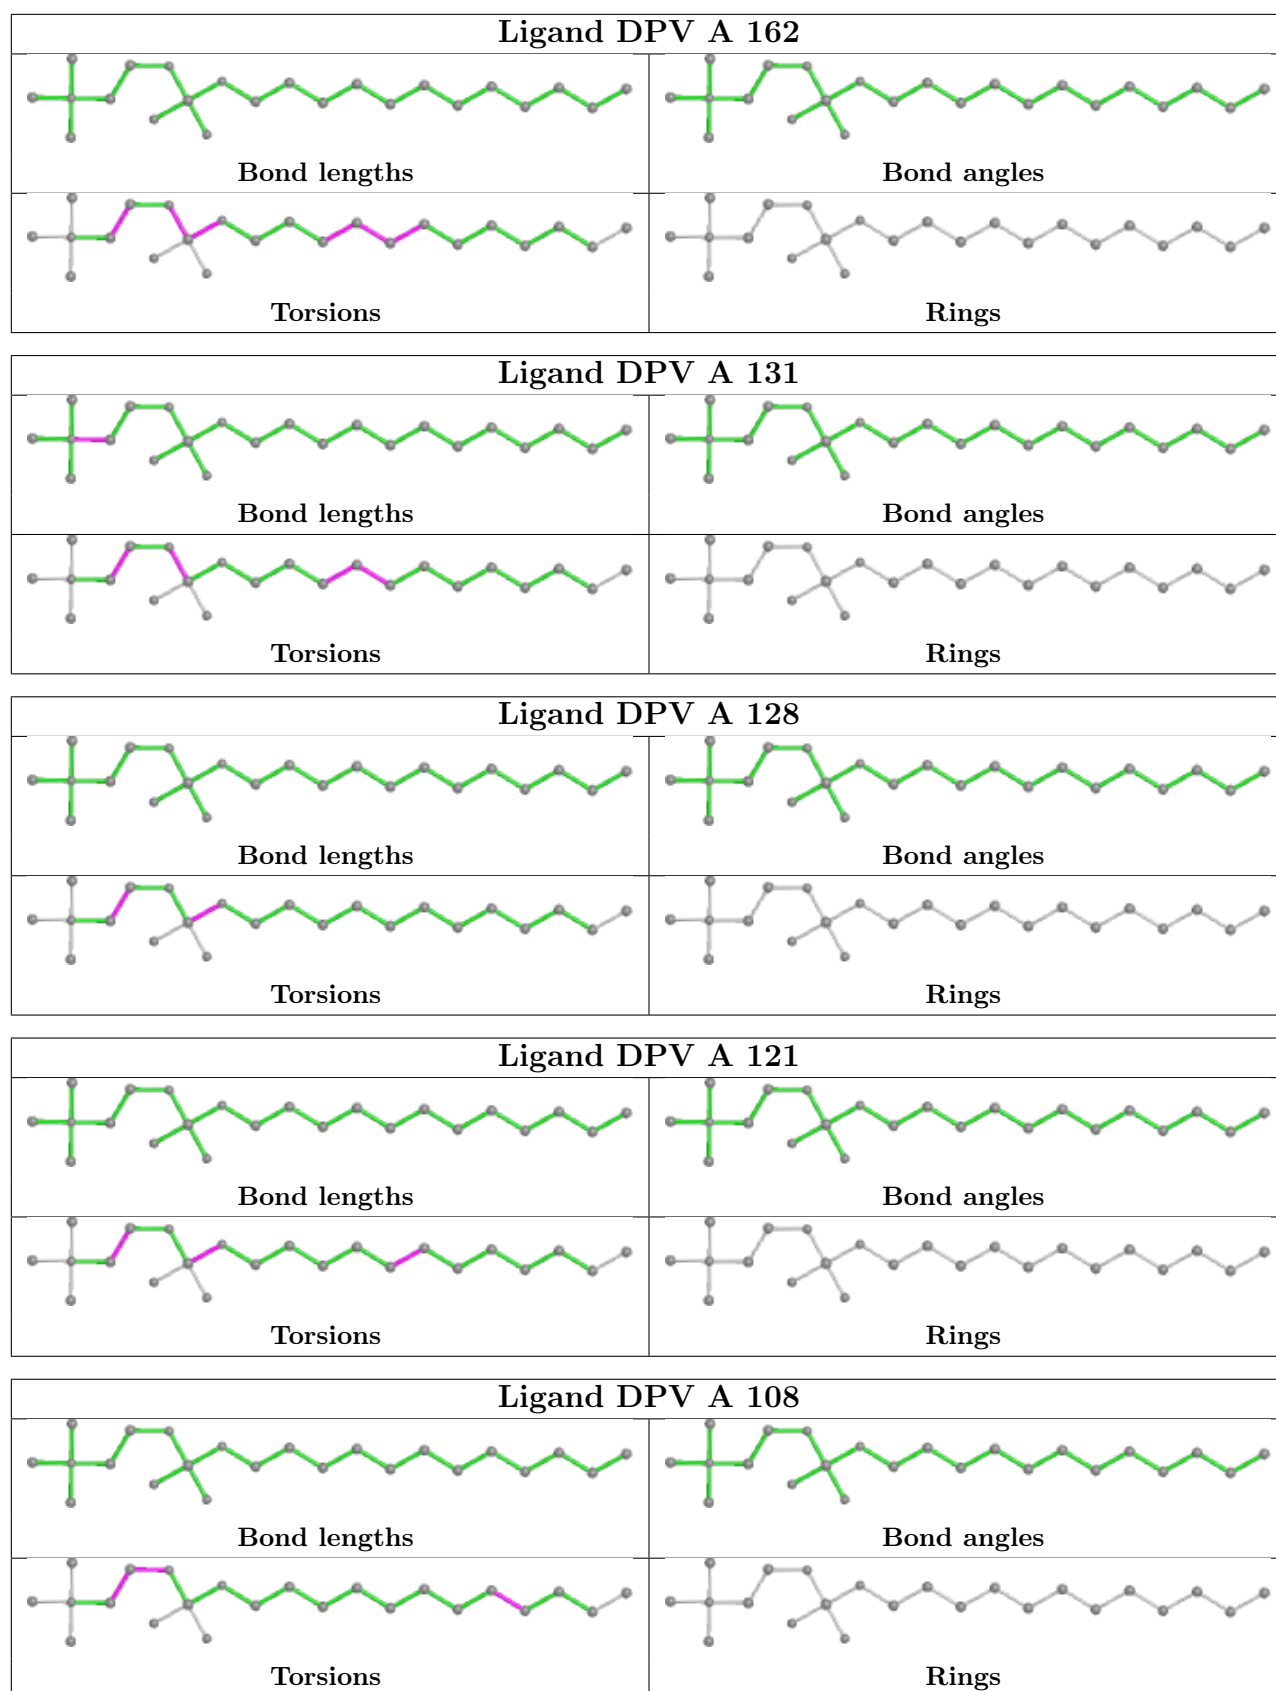 Ligand DPV A 162
Bond lengths
Bond angles
Torsions
Rings
Ligand DPV A 131
Bond lengths
Bond angles
Torsions
Rings
Ligand DPV A 128
Bond lengths
Bond angles
Torsions
Rings
Ligand DPV A 121
Bond lengths
Bond angles
Torsions
Rings
Ligand DPV A 108
Bond lengths
Bond angles
Torsions
Rings